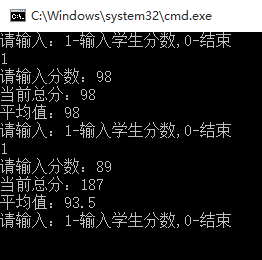 C:\Windows\system32\cmd.exe
请输入：1-输入学生分数,0-结束
1
请输入分数：98
当前总分：98
平均值：98
请输入：1-输入学生分数,0-结束
1
请输入分数：89
当前总分：187
平均值：93.5
请输入：1-输入学生分数,0-结束